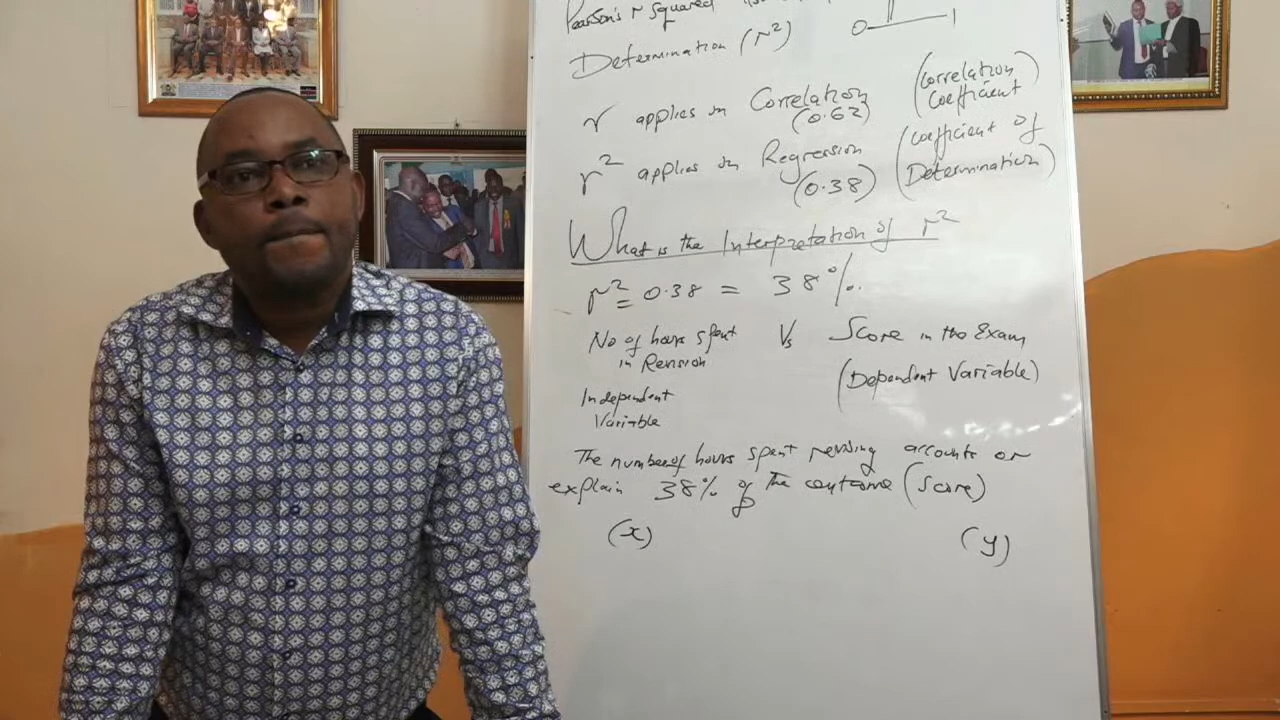 Pearson's r squared
0 1
Determination (r²)
r applies in Correlation (Correlation
(0.62) Coefficient)
r² applies in Regression (Coefficient of
(0.38) Determination)
What is the Interpretation of r²
r² = 0.38 = 38%.
No of hours spent Vs Score in the Exam
in Revision (Dependent Variable)
Independent
Variable
The number of hours spent revising accounts or
explain 38% of the outcome (Score)
(x) (y)